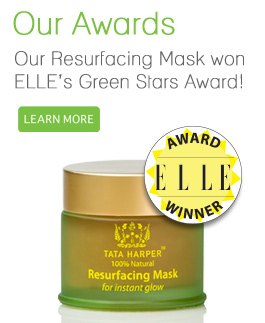 Our Awards
Our Resurfacing Mask won
ELLE's Green Stars Award!
LEARN MORE
AWARD
ELLE
WINNER
TATA HARPER
100% Natural
Resurfacing Mask
for instant glow